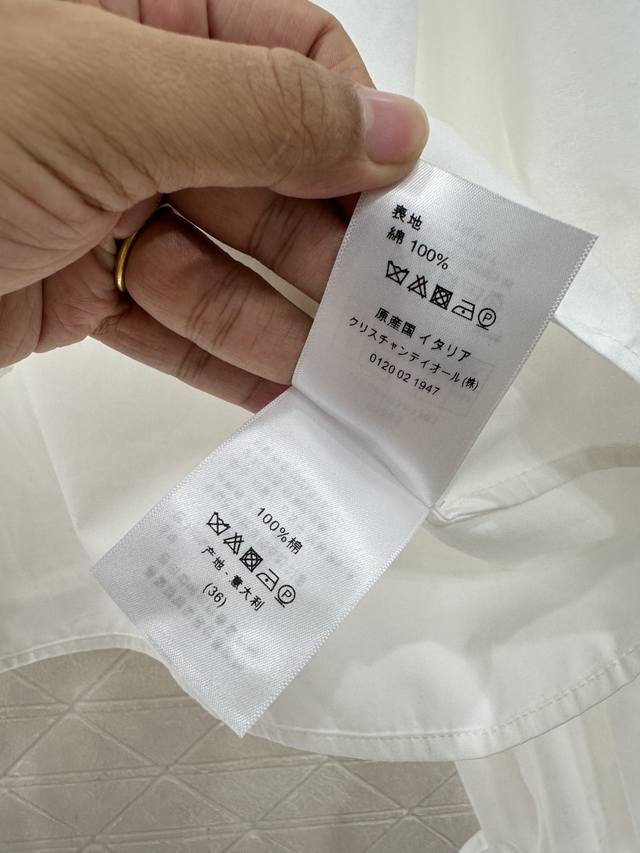 表地
綿 100%
原産国 イタリア
クリスチャンディオール(株)
0120 02 1947
100%棉
产地 - 意大利
(36)